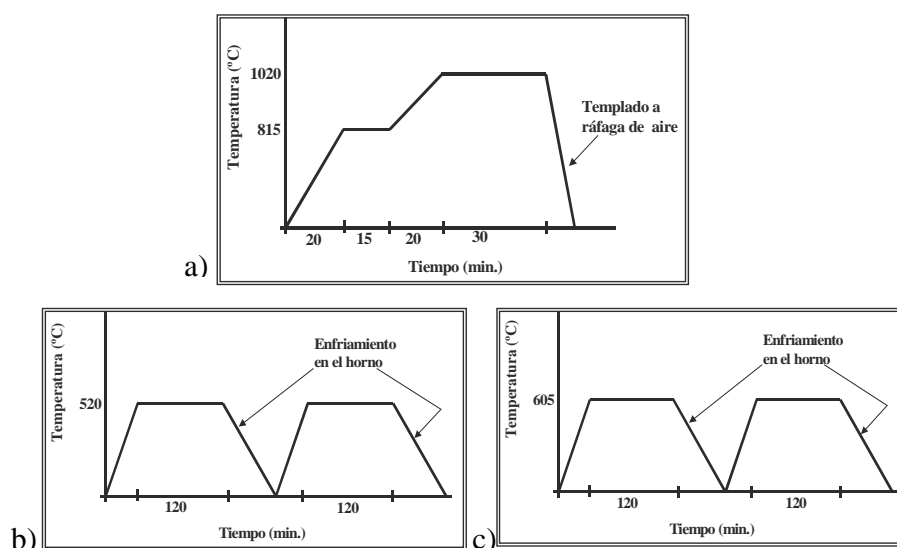 Temperatura (ºC)
1020
815
Templado a
ráfaga de aire
20 15 20 30
Tiempo (min.)
a)
Temperatura (ºC)
520
Enfriamiento
en el horno
120 120
Tiempo (min.)
b)
Temperatura (ºC)
605
Enfriamiento
en el horno
120 120
Tiempo (min.)
c)